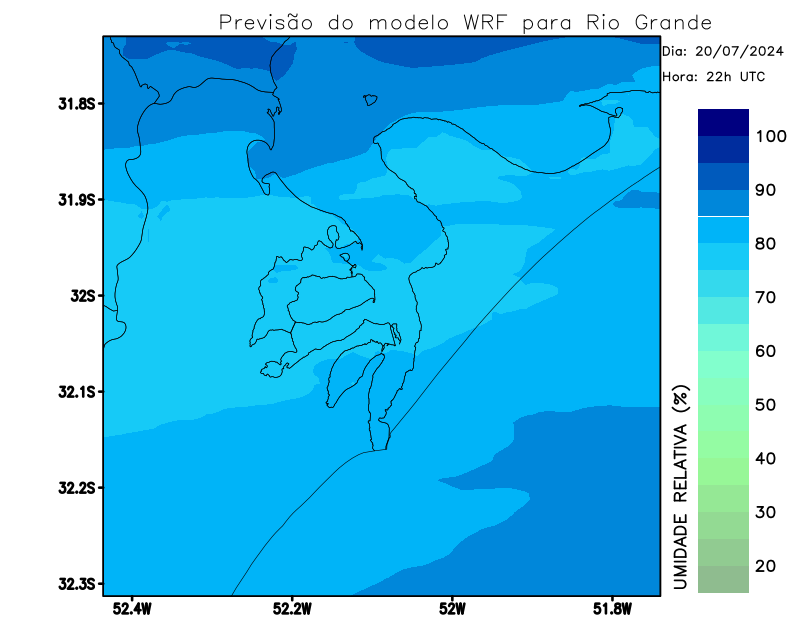 Previsão do modelo WRF para Rio Grande
Dia: 20/07/2024
Hora: 22h UTC
31.8S
31.9S
32S
32.1S
32.2S
32.3S
52.4W
52.2W
52W
51.8W
100
90
80
70
60
50
40
30
20
UMIDADE RELATIVA (%)